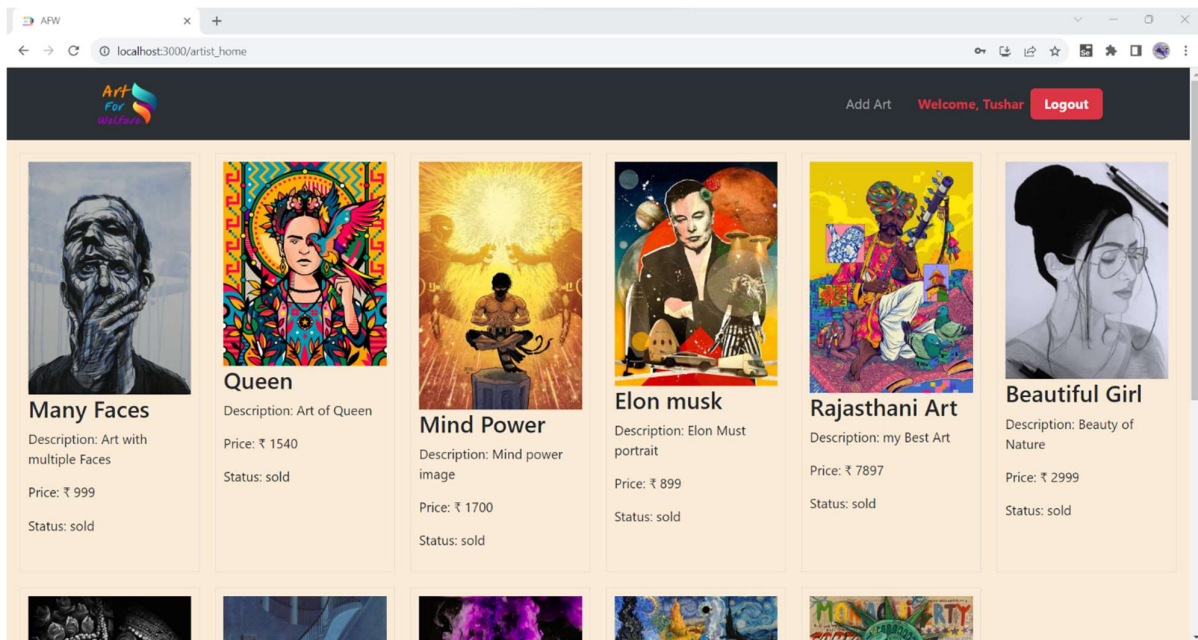 AFW
localhost:3000/artist_home
Art
For
Welfare
Add Art
Welcome, Tushar
Logout
Many Faces
Description: Art with
multiple Faces
Price: ₹ 999
Status: sold
Queen
Description: Art of Queen
Price: ₹ 1540
Status: sold
Mind Power
Description: Mind power
image
Price: ₹ 1700
Status: sold
Elon musk
Description: Elon Must
portrait
Price: ₹ 899
Status: sold
Rajasthani Art
Description: my Best Art
Price: ₹ 7897
Status: sold
Beautiful Girl
Description: Beauty of
Nature
Price: ₹ 2999
Status: sold